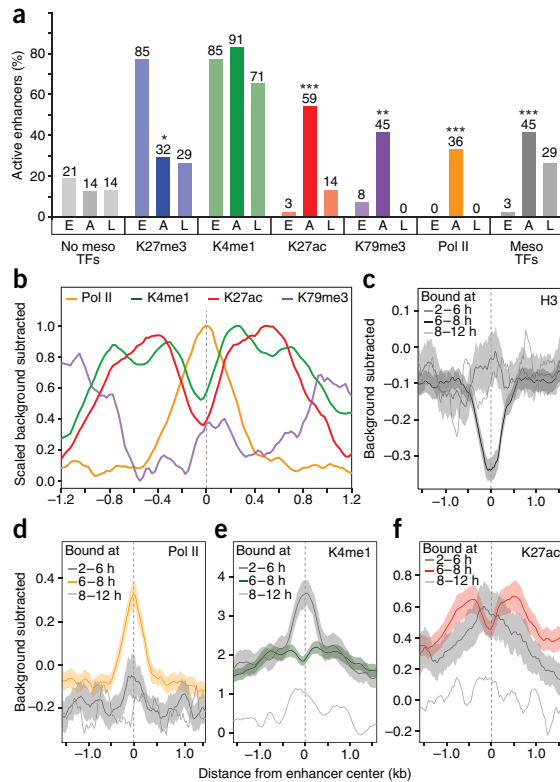 a
Active enhancers (%)
80
60
40
20
0
21
14
14
85
*
32
29
85
91
71
3
***
59
14
8
**
45
0
0
***
36
0
3
***
45
29
E A L E A L E A L E A L E A L E A L E A L
No meso TFs
K27me3
K4me1
K27ac
K79me3
Pol II
Meso TFs
b
Pol II K4me1 K27ac K79me3
Scaled background subtracted
1.0
0.8
0.6
0.4
0.2
0.0
−1.2 −0.8 −0.4 0 0.4 0.8 1.2
c
H3
Bound at
2–6 h
6–8 h
8–12 h
Background subtracted
0.1
0.0
−0.1
−0.3
−1.0 0 1.0
d
Pol II
Bound at
2–6 h
6–8 h
8–12 h
Background subtracted
0.4
0.2
0.0
−0.2
−1.0 0 1.0
e
K4me1
Bound at
2–6 h
6–8 h
8–12 h
4
2
0
−1.0 0 1.0
f
K27ac
Bound at
2–6 h
6–8 h
8–12 h
0.8
0.6
0.4
0.2
0.0
−0.2
−1.0 0 1.0
Distance from enhancer center (kb)